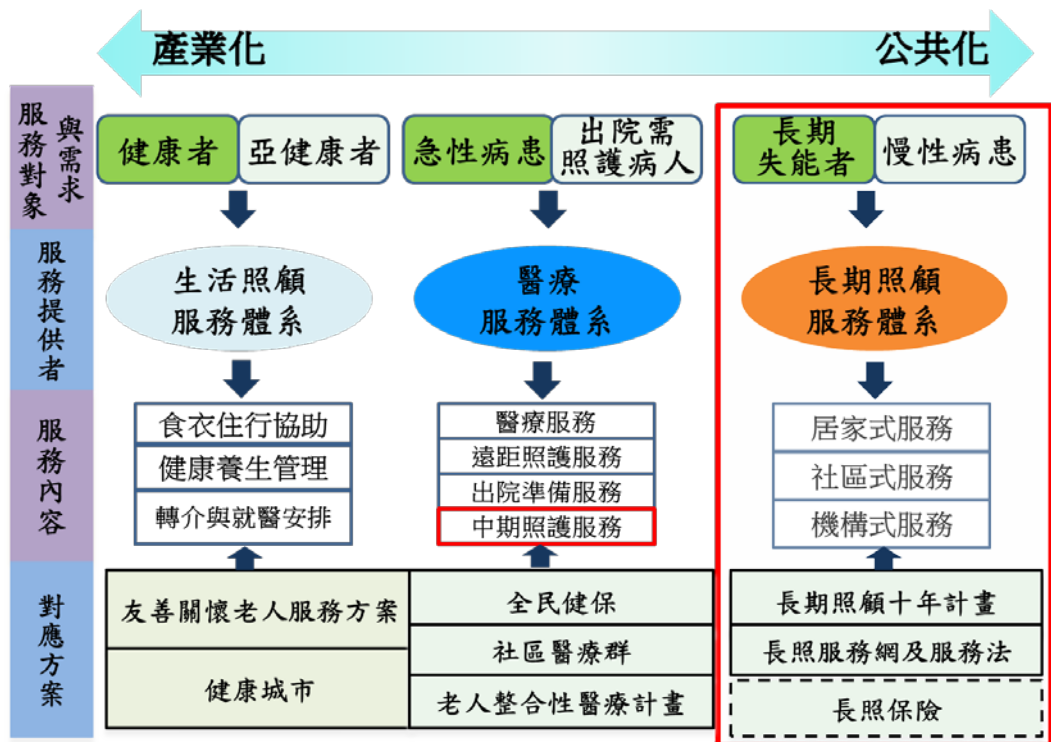 產業化
公共化
服務對象
與需求
健康者
亞健康者
急性病患
出院需
照護病人
長期
失能者
慢性病患
服務提供者
生活照顧
服務體系
醫療
服務體系
長期照顧
服務體系
服務內容
食衣住行協助
健康養生管理
轉介與就醫安排
醫療服務
遠距照護服務
出院準備服務
中期照護服務
居家式服務
社區式服務
機構式服務
對應方案
友善關懷老人服務方案
健康城市
全民健保
社區醫療群
老人整合性醫療計畫
長期照顧十年計畫
長照服務網及服務法
長照保險